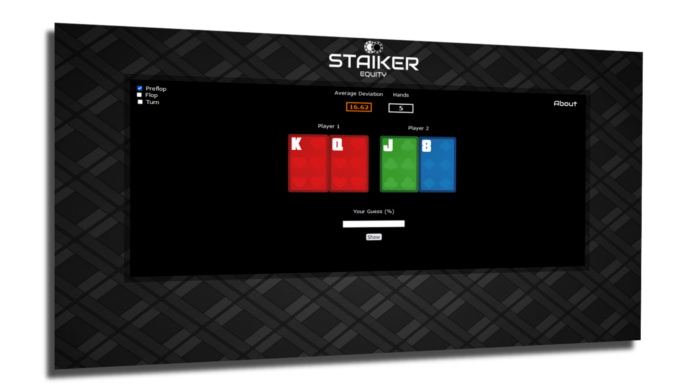 STAIKER
EQUITY
Preflop
Flop
Turn
Average Deviation Hands
16.62 5
About
Player 1 Player 2
K Q J 8
Your Guess (%)
Show